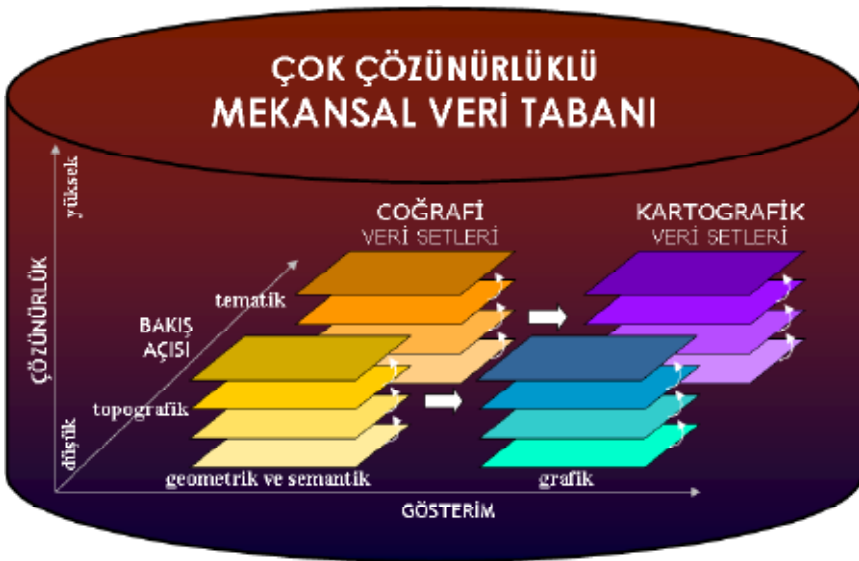 ÇOK ÇÖZÜNÜRLÜKLÜ
MEKANSAL VERİ TABANI
yüksek
ÇÖZÜNÜRLÜK
düşük
COĞRAFİ
VERİ SETLERİ
KARTOGRAFİK
VERİ SETLERİ
tematik
BAKIŞ
AÇISI
topografik
geometrik ve semantik
grafik
GÖSTERİM